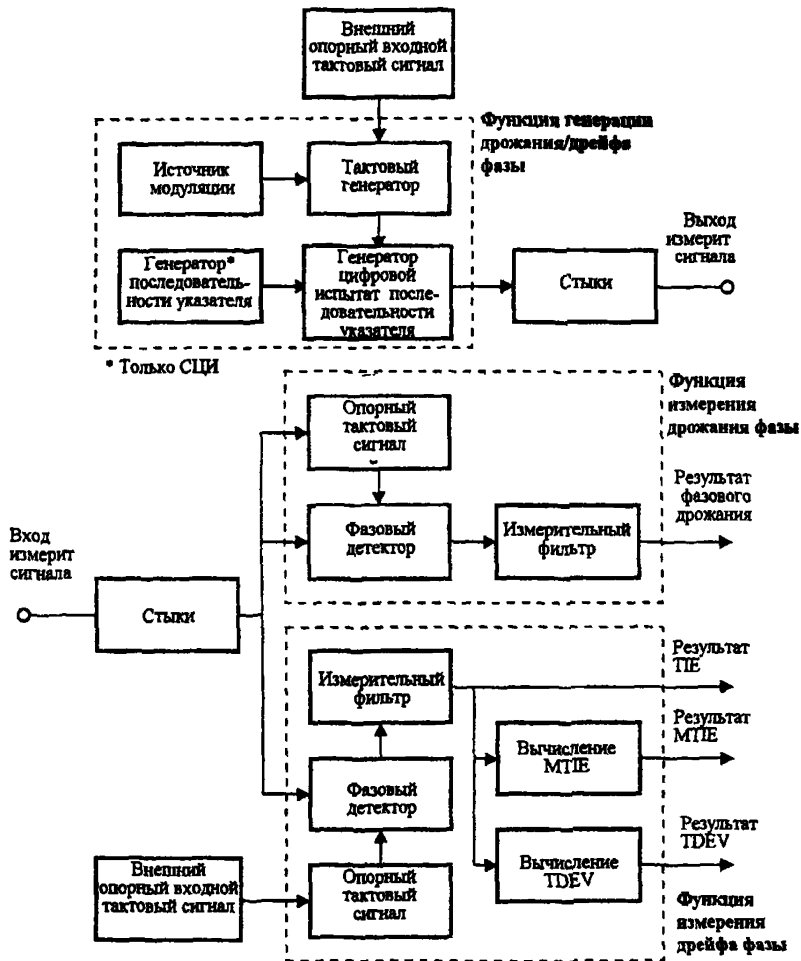 Внешний
опорный входной
тактовый сигнал
Функция генерации
дрожания/дрейфа
фазы
Источник
модуляции
Тактовый
генератор
Выход
измерит
сигнала
Генератор*
последователь-
ности указателя
Генератор
цифровой
испытат после-
довательности
указателя
Стыки
* Только СЦИ
Функция
измерения
дрожания фазы
Опорный
тактовый
сигнал
Результат
фазового
дрожания
Фазовый
детектор
Измерительный
фильтр
Вход
измерит
сигнала
Стыки
Результат
TIE
Измерительный
фильтр
Результат
MTIE
Вычисление
MTIE
Фазовый
детектор
Результат
TDEV
Вычисление
TDEV
Внешний
опорный входной
тактовый сигнал
Опорный
тактовый
сигнал
Функция
измерения
дрейфа фазы